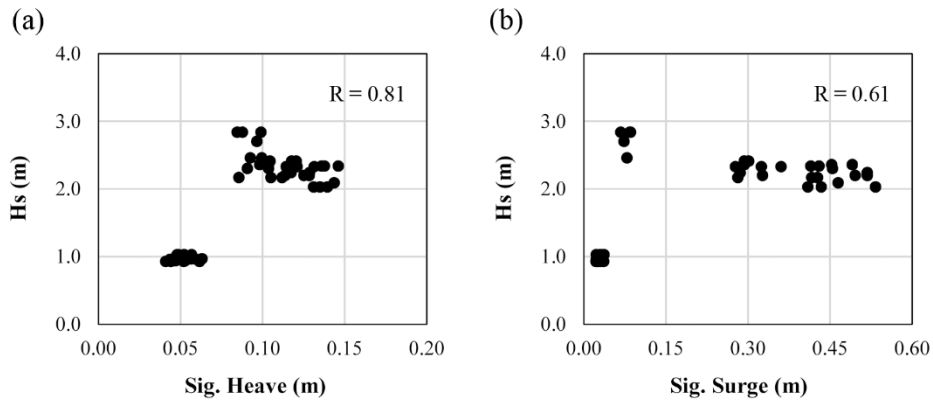 (a)
R = 0.81
Hs (m)
4.0
3.0
2.0
1.0
0.0
0.00 0.05 0.10 0.15 0.20
Sig. Heave (m)
(b)
R = 0.61
Hs (m)
4.0
3.0
2.0
1.0
0.0
0.00 0.15 0.30 0.45 0.60
Sig. Surge (m)